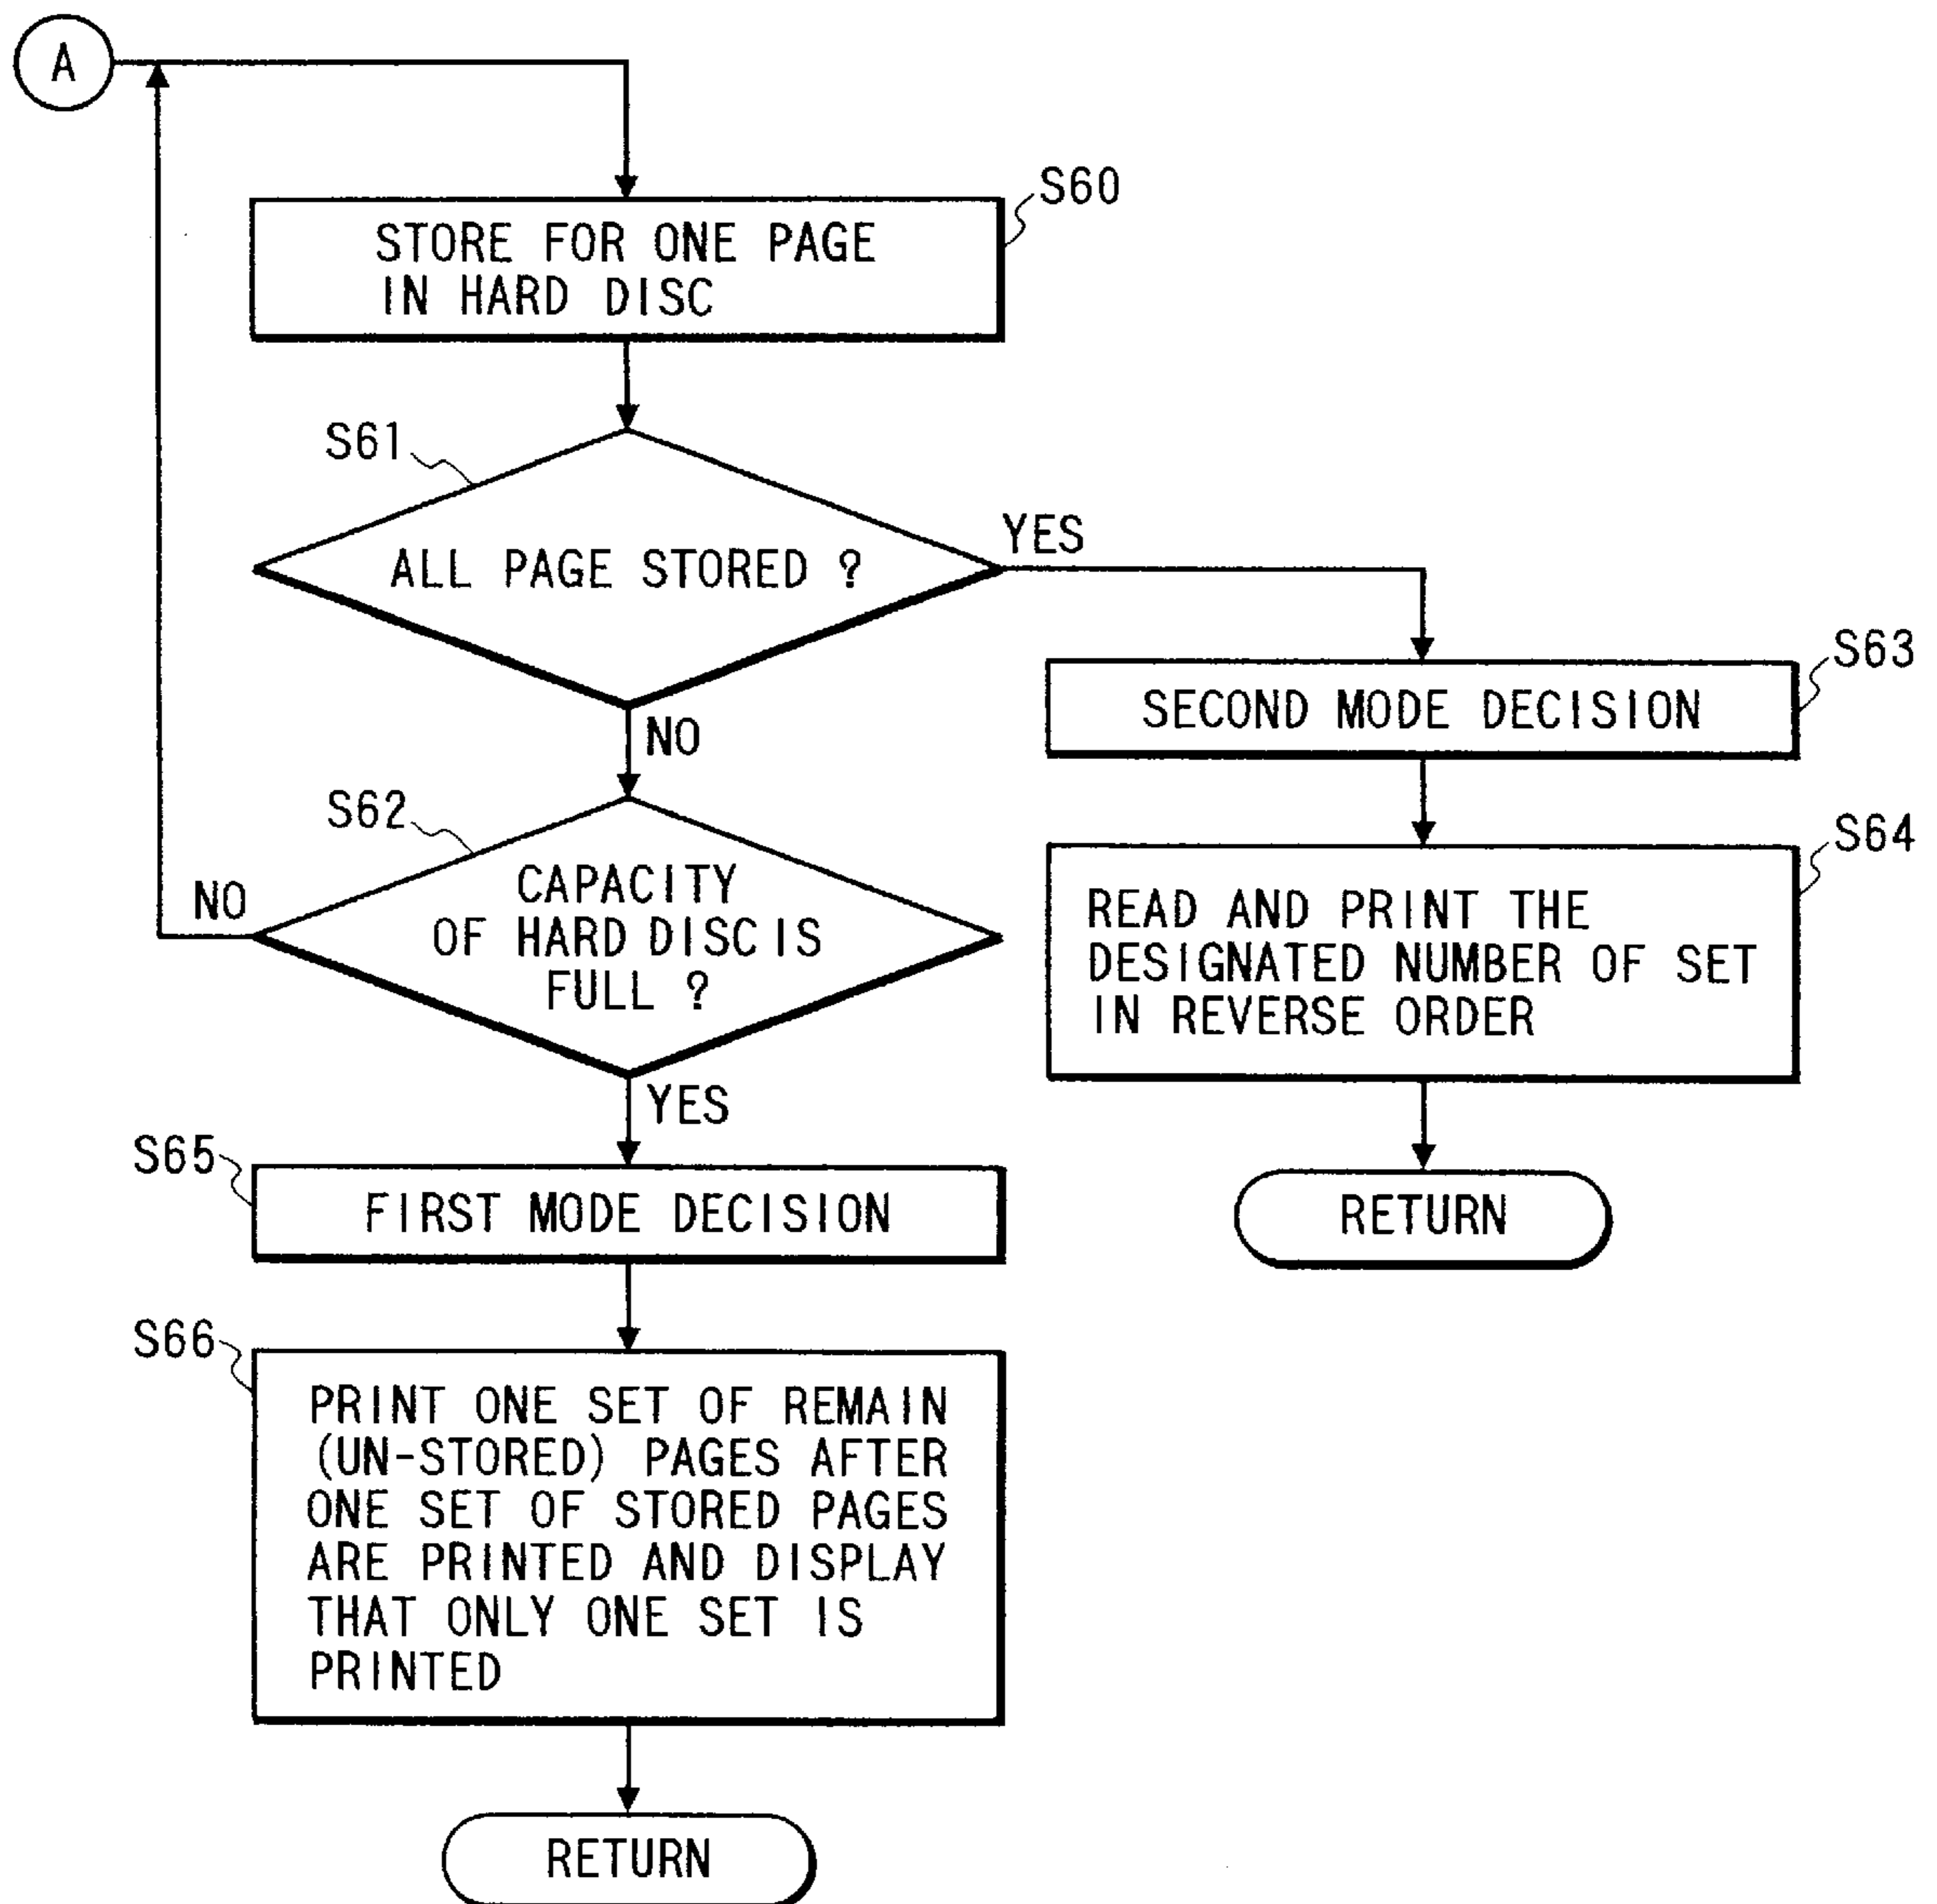 A
S60
STORE FOR ONE PAGE
IN HARD DISC
S61
ALL PAGE STORED ?
YES
NO
S63
SECOND MODE DECISION
S62
CAPACITY
OF HARD DISC IS
FULL ?
NO
YES
S64
READ AND PRINT THE
DESIGNATED NUMBER OF SET
IN REVERSE ORDER
RETURN
S65
FIRST MODE DECISION
S66
PRINT ONE SET OF REMAIN
(UN-STORED) PAGES AFTER
ONE SET OF STORED PAGES
ARE PRINTED AND DISPLAY
THAT ONLY ONE SET IS
PRINTED
RETURN